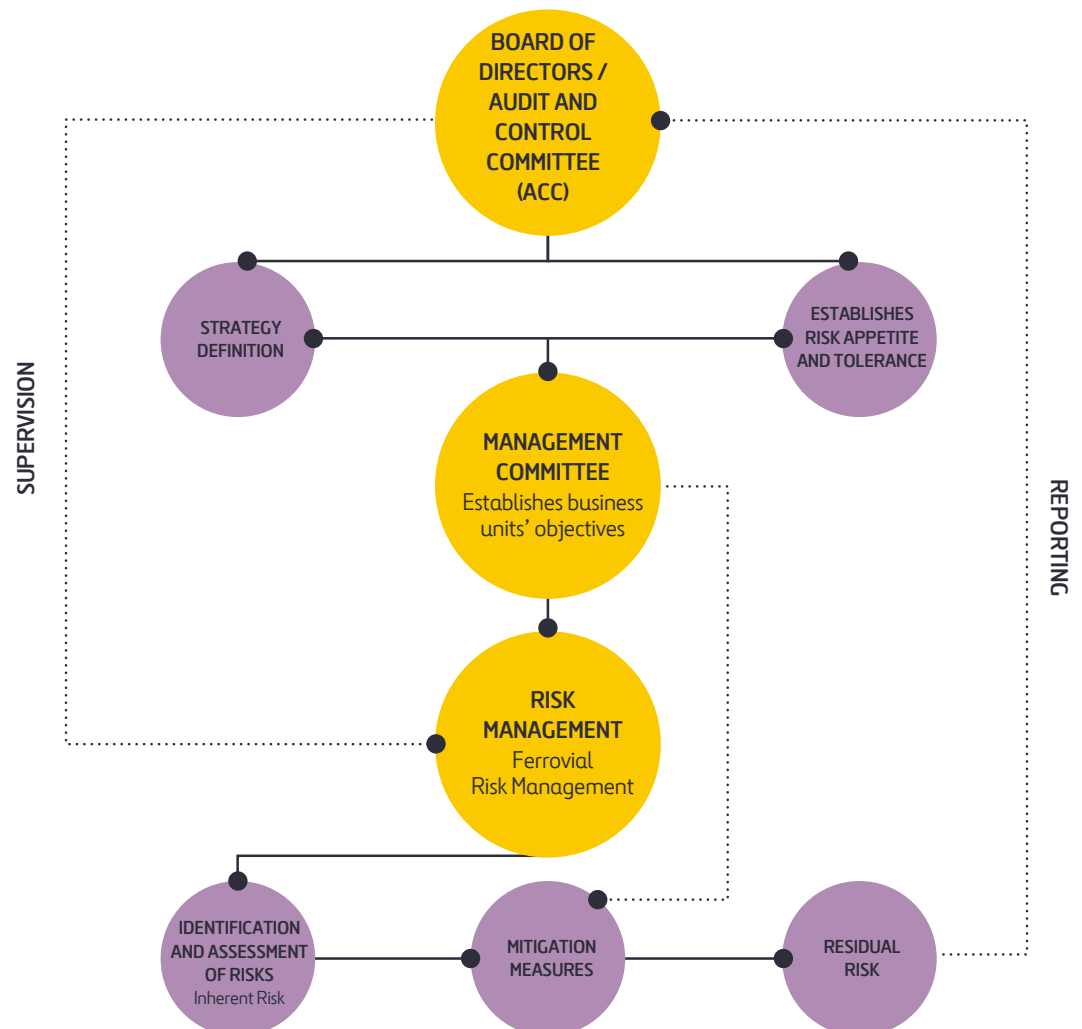 BOARD OF
DIRECTORS /
AUDIT AND
CONTROL
COMMITTEE
(ACC)
STRATEGY
DEFINITION
ESTABLISHES
RISK APPETITE
AND TOLERANCE
SUPERVISION
MANAGEMENT
COMMITTEE
Establishes business
units’ objectives
REPORTING
RISK
MANAGEMENT
Ferrovial
Risk Management
IDENTIFICATION
AND ASSESSMENT
OF RISKS
Inherent Risk
MITIGATION
MEASURES
RESIDUAL
RISK